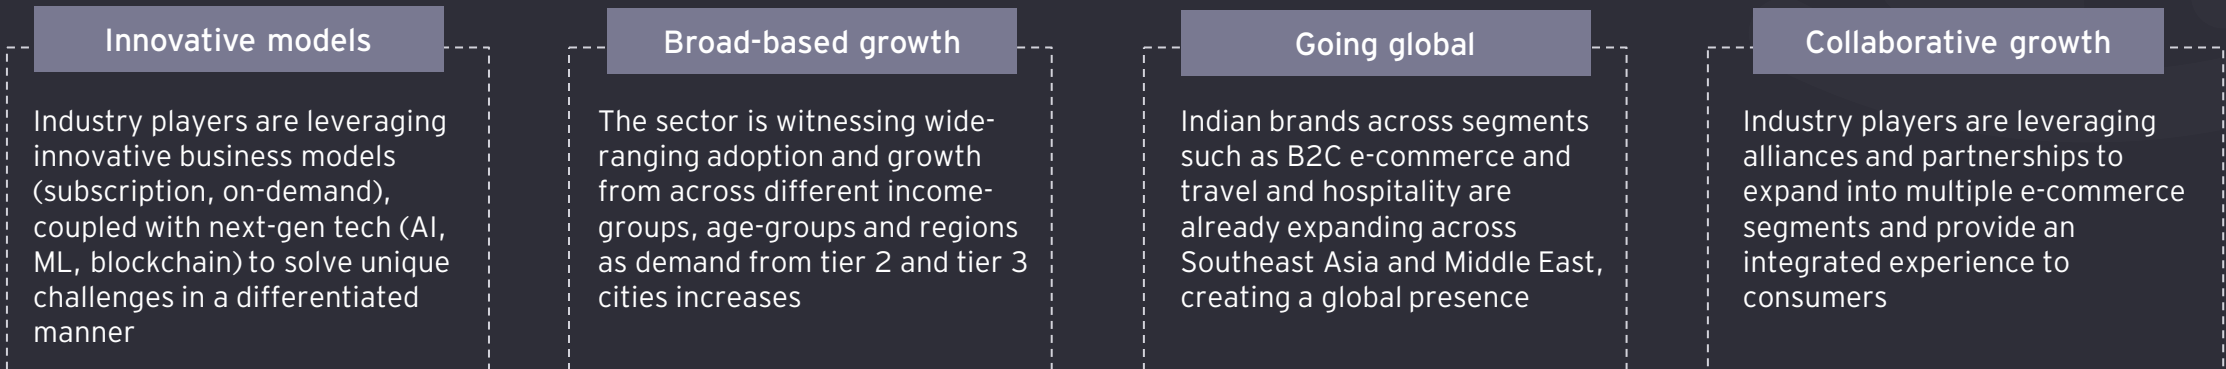 Innovative models
Industry players are leveraging
innovative business models
(subscription, on-demand),
coupled with next-gen tech (AI,
ML, blockchain) to solve unique
challenges in a differentiated
manner
Broad-based growth
The sector is witnessing wide-
ranging adoption and growth
from across different income-
groups, age-groups and regions
as demand from tier 2 and tier 3
cities increases
Going global
Indian brands across segments
such as B2C e-commerce and
travel and hospitality are
already expanding across
Southeast Asia and Middle East,
creating a global presence
Collaborative growth
Industry players are leveraging
alliances and partnerships to
expand into multiple e-commerce
segments and provide an
integrated experience to
consumers